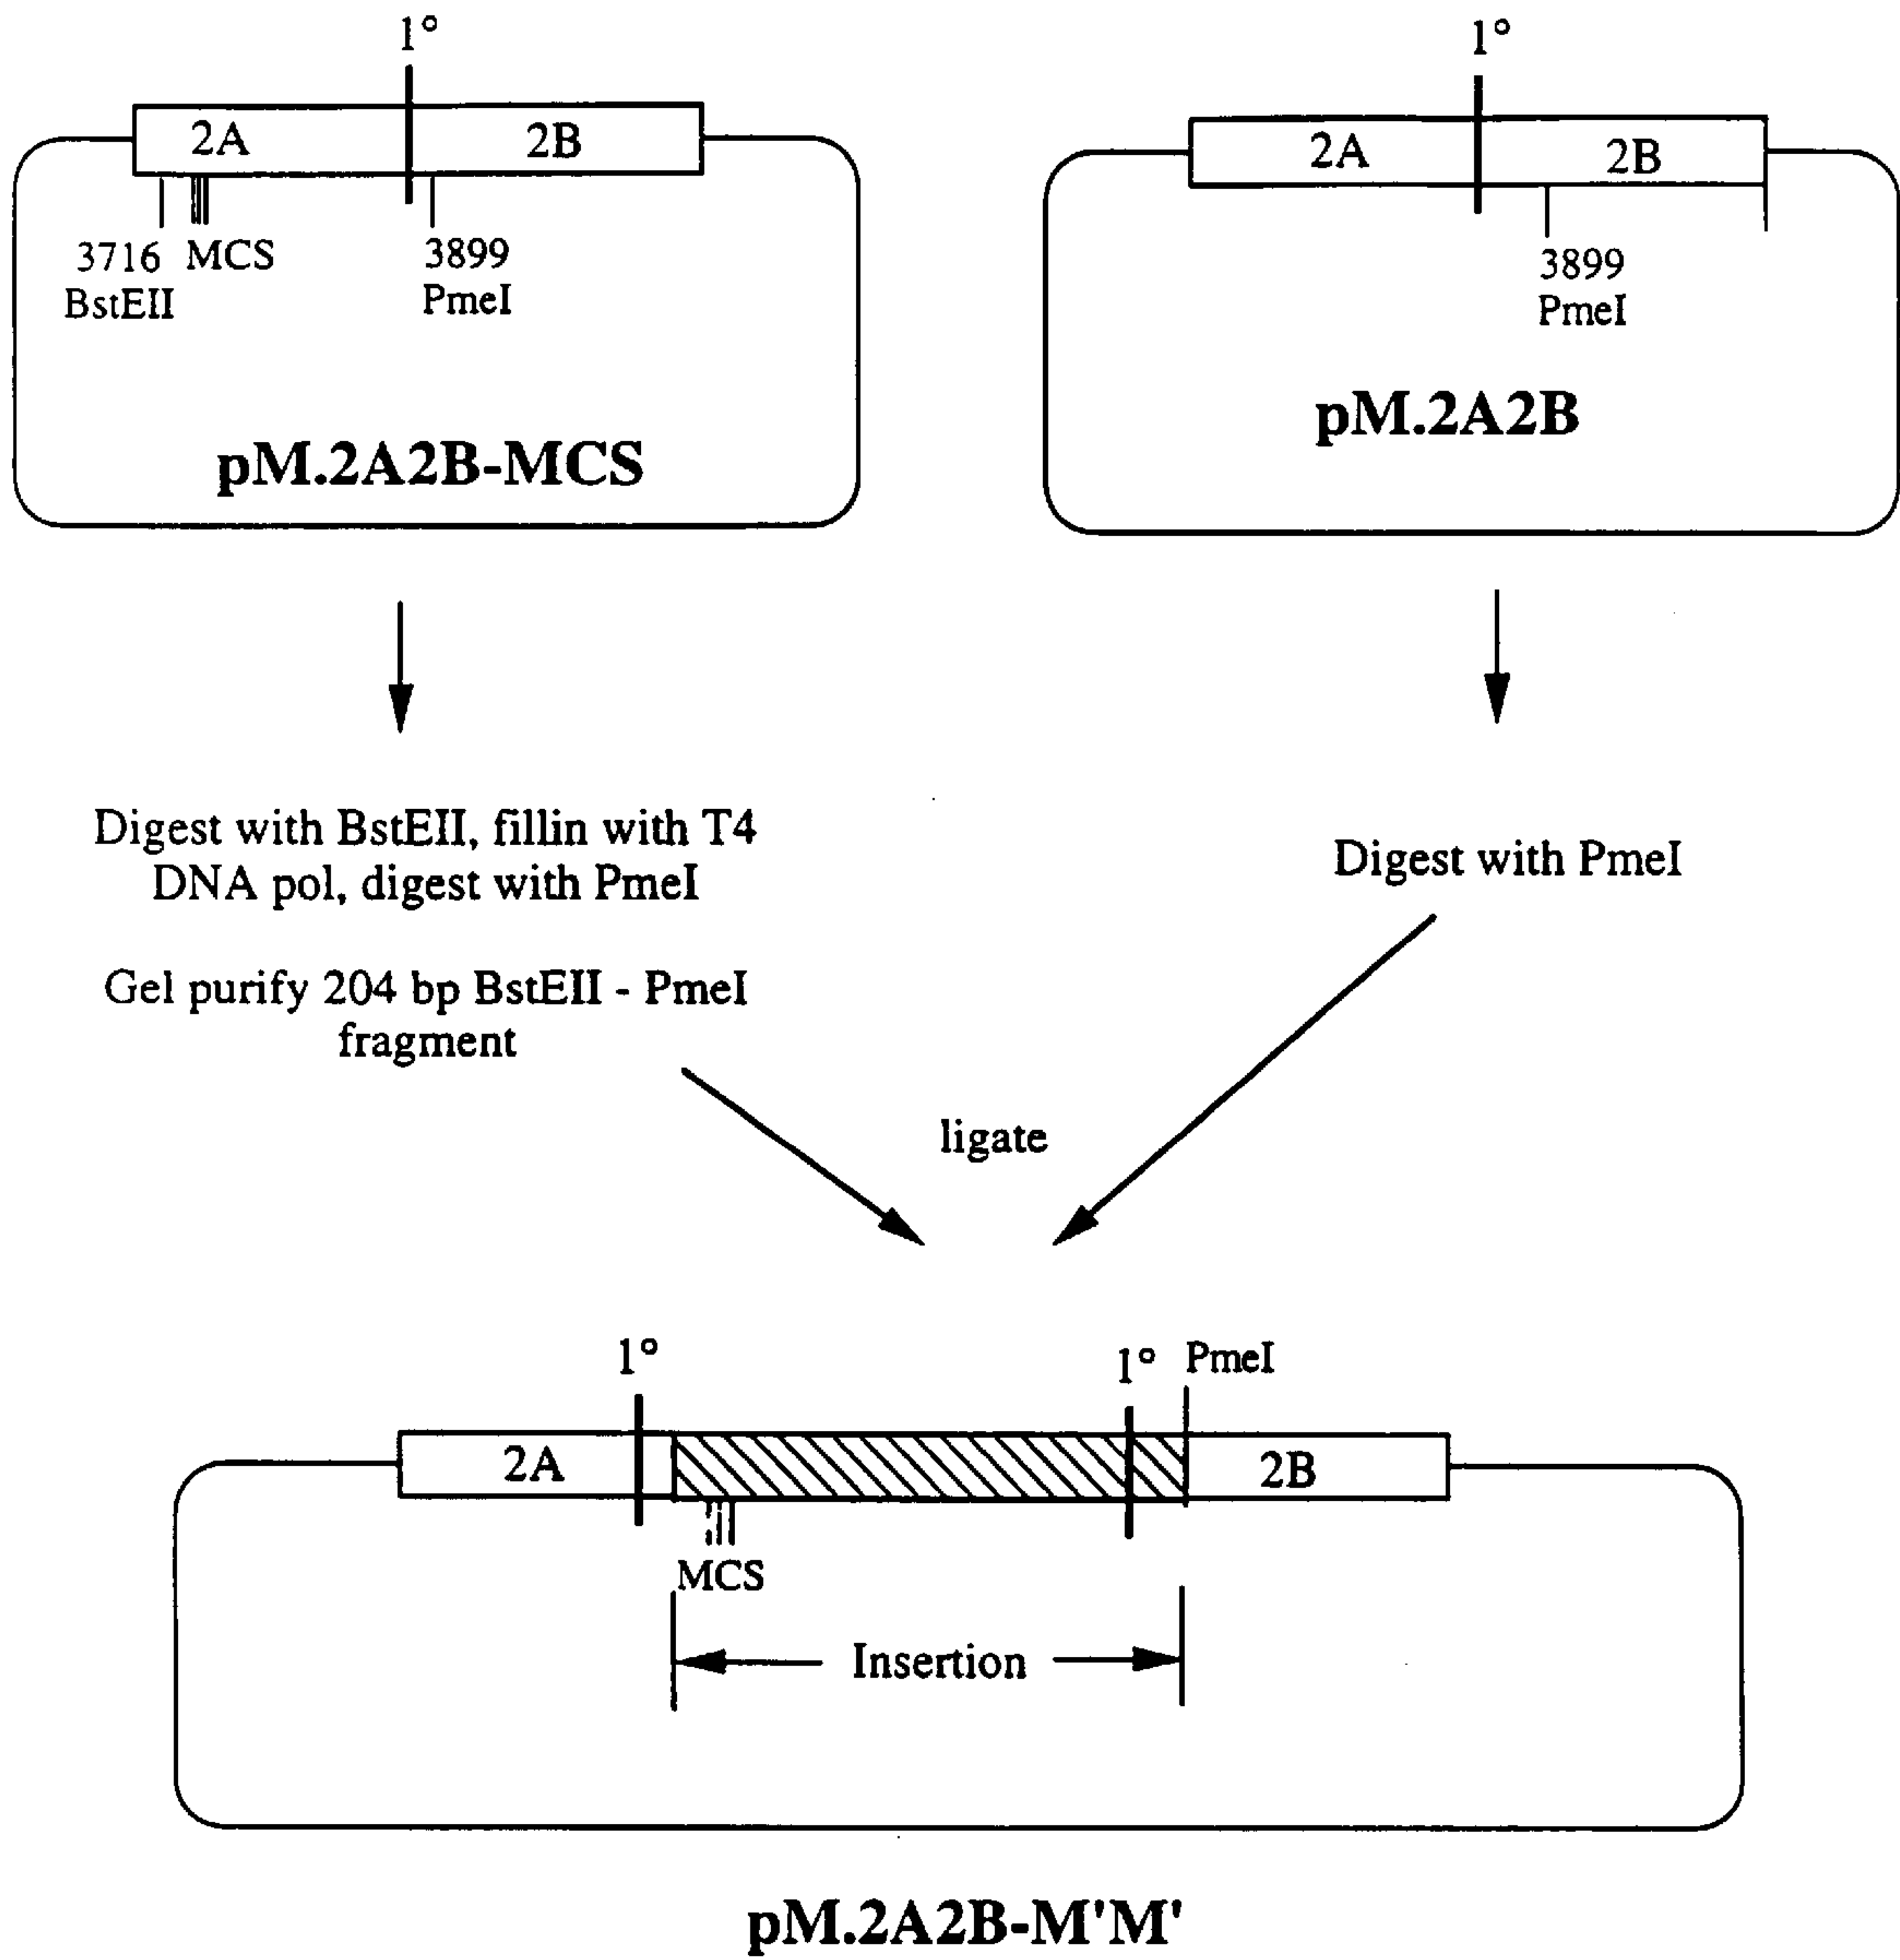 1°
2A
2B
3716
BstEII
MCS
3899
PmeI
pM.2A2B-MCS
1°
2A
2B
3899
PmeI
pM.2A2B
Digest with BstEII, fillin with T4
DNA pol, digest with PmeI
Gel purify 204 bp BstEII - PmeI
fragment
Digest with PmeI
ligate
1°
1°
PmeI
2A
2B
MCS
Insertion
pM.2A2B-M'M'